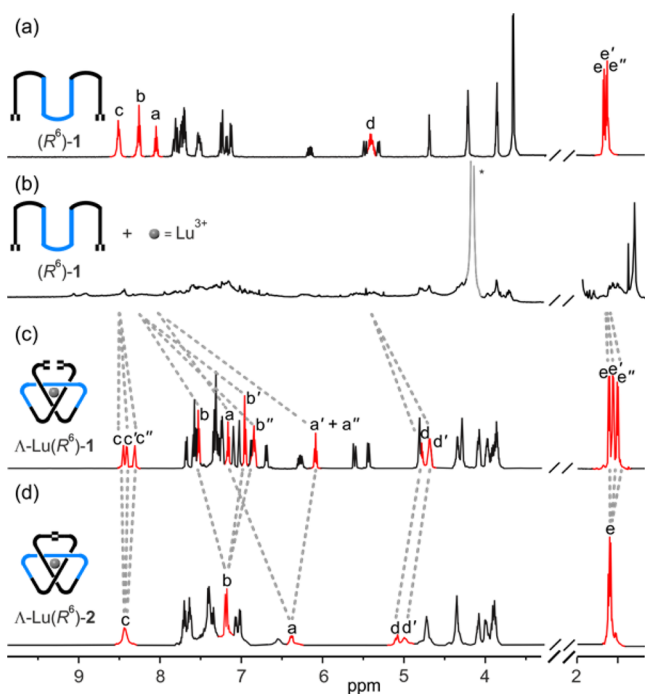 (a)
c b a d e e′ e″
(R⁶)-1
(b)
(R⁶)-1 + = Lu³⁺ *
(c)
c c′ c″ b a b′ b″ a′ + a″ d d′ e e′ e″
Λ-Lu(R⁶)-1
(d)
c b a d d′ e
Λ-Lu(R⁶)-2
9 8 7 6 5 4 2
ppm